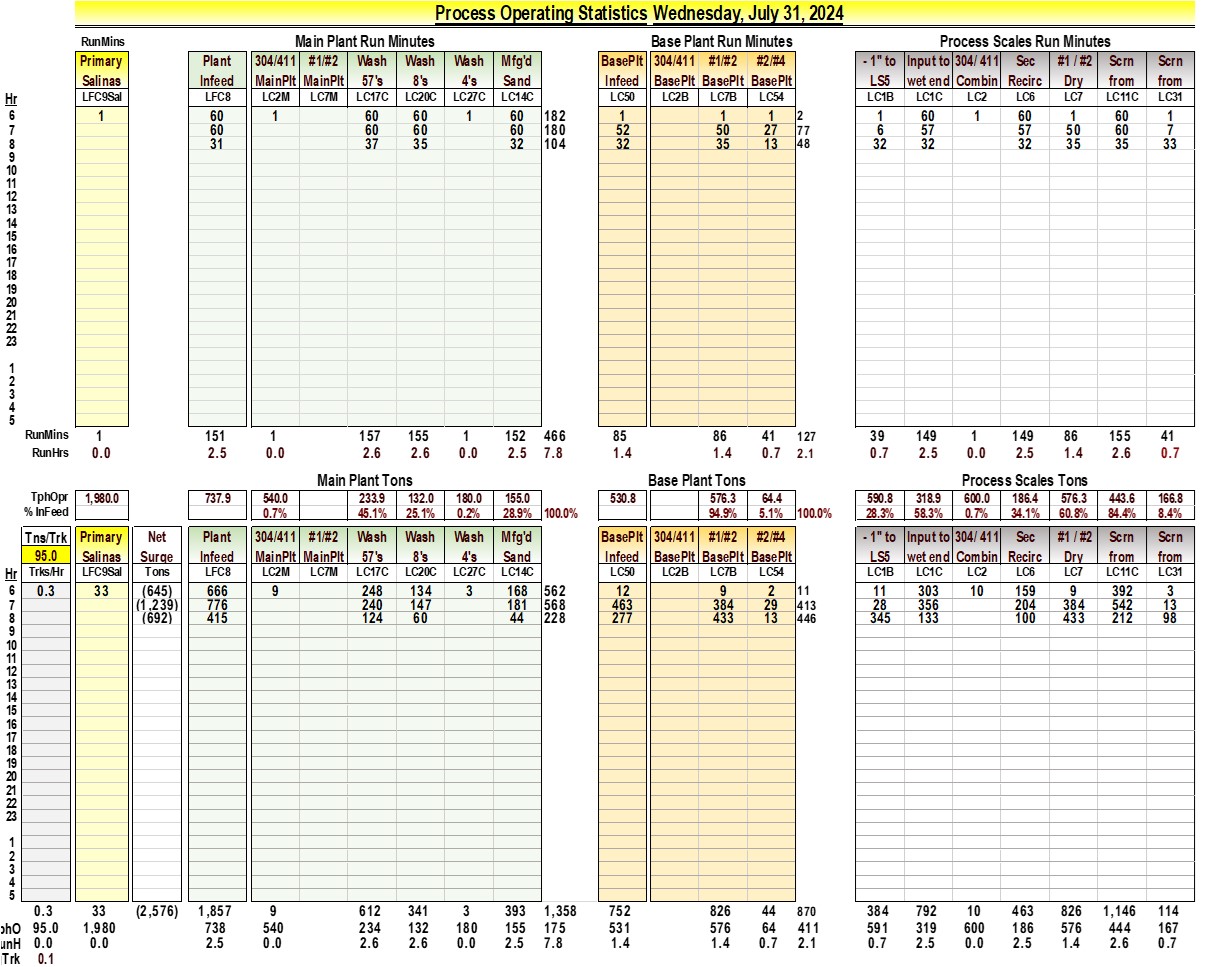 Process Operating Statistics Wednesday, July 31, 2024
RunMins Main Plant Run Minutes Base Plant Run Minutes Process Scales Run Minutes
Primary Plant 304/411 #1/#2 Wash Wash Wash Mfg'd BasePlt 304/411 #1/#2 #2/#4 - 1" to Input to 304/ 411 Sec #1 / #2 Scrn Scrn
Salinas Infeed MainPlt MainPlt 57's 8's 4's Sand Infeed BasePlt BasePlt BasePlt LS5 wet end Combin Recirc Dry from from
Hr LFC9Sal LFC8 LC2M LC7M LC17C LC20C LC27C LC14C LC50 LC2B LC7B LC54 LC1B LC1C LC2 LC6 LC7 LC11C LC31
6 1 60 1 60 60 1 60 182 1 1 1 2 1 60 1 60 1 60 1
7 60 60 60 60 180 52 50 27 77 6 57 57 50 60 7
8 31 37 35 32 104 32 35 13 48 32 32 32 35 35 33
9
10
11
12
13
14
15
16
17
18
19
20
21
22
23
1
2
3
4
5
RunMins 1 151 1 157 155 1 152 466 85 86 41 127 39 149 1 149 86 155 41
RunHrs 0.0 2.5 0.0 2.6 2.6 0.0 2.5 7.8 1.4 1.4 0.7 2.1 0.7 2.5 0.0 2.5 1.4 2.6 0.7
Main Plant Tons Base Plant Tons Process Scales Tons
TphOpr 1,980.0 737.9 540.0 233.9 132.0 180.0 155.0 530.8 576.3 64.4 590.8 318.9 600.0 186.4 576.3 443.6 166.8
% InFeed 0.7% 45.1% 25.1% 0.2% 28.9% 100.0% 94.9% 5.1% 100.0% 28.3% 58.3% 0.7% 34.1% 60.8% 84.4% 8.4%
Tns/Trk Primary Net Plant 304/411 #1/#2 Wash Wash Wash Mfg'd BasePlt 304/411 #1/#2 #2/#4 - 1" to Input to 304/ 411 Sec #1 / #2 Scrn Scrn
95.0 Salinas Surge Infeed MainPlt MainPlt 57's 8's 4's Sand Infeed BasePlt BasePlt BasePlt LS5 wet end Combin Recirc Dry from from
Hr Trks/Hr LFC9Sal Tons LFC8 LC2M LC7M LC17C LC20C LC27C LC14C LC50 LC2B LC7B LC54 LC1B LC1C LC2 LC6 LC7 LC11C LC31
6 0.3 33 (645) 666 9 248 134 3 168 562 12 9 2 11 11 303 10 159 9 392 3
7 (1,239) 776 240 147 181 568 463 384 29 413 28 356 204 384 542 13
8 (692) 415 124 60 44 228 277 433 13 446 345 133 100 433 212 98
9
10
11
12
13
14
15
16
17
18
19
20
21
22
23
1
2
3
4
5
0.3 33 (2,576) 1,857 9 612 341 3 393 1,358 752 826 44 870 384 792 10 463 826 1,146 114
phO 95.0 1,980 738 540 234 132 180 155 175 531 576 64 411 591 319 600 186 576 444 167
unH 0.0 0.0 2.5 0.0 2.6 2.6 0.0 2.5 7.8 1.4 1.4 0.7 2.1 0.7 2.5 0.0 2.5 1.4 2.6 0.7
Trk 0.1